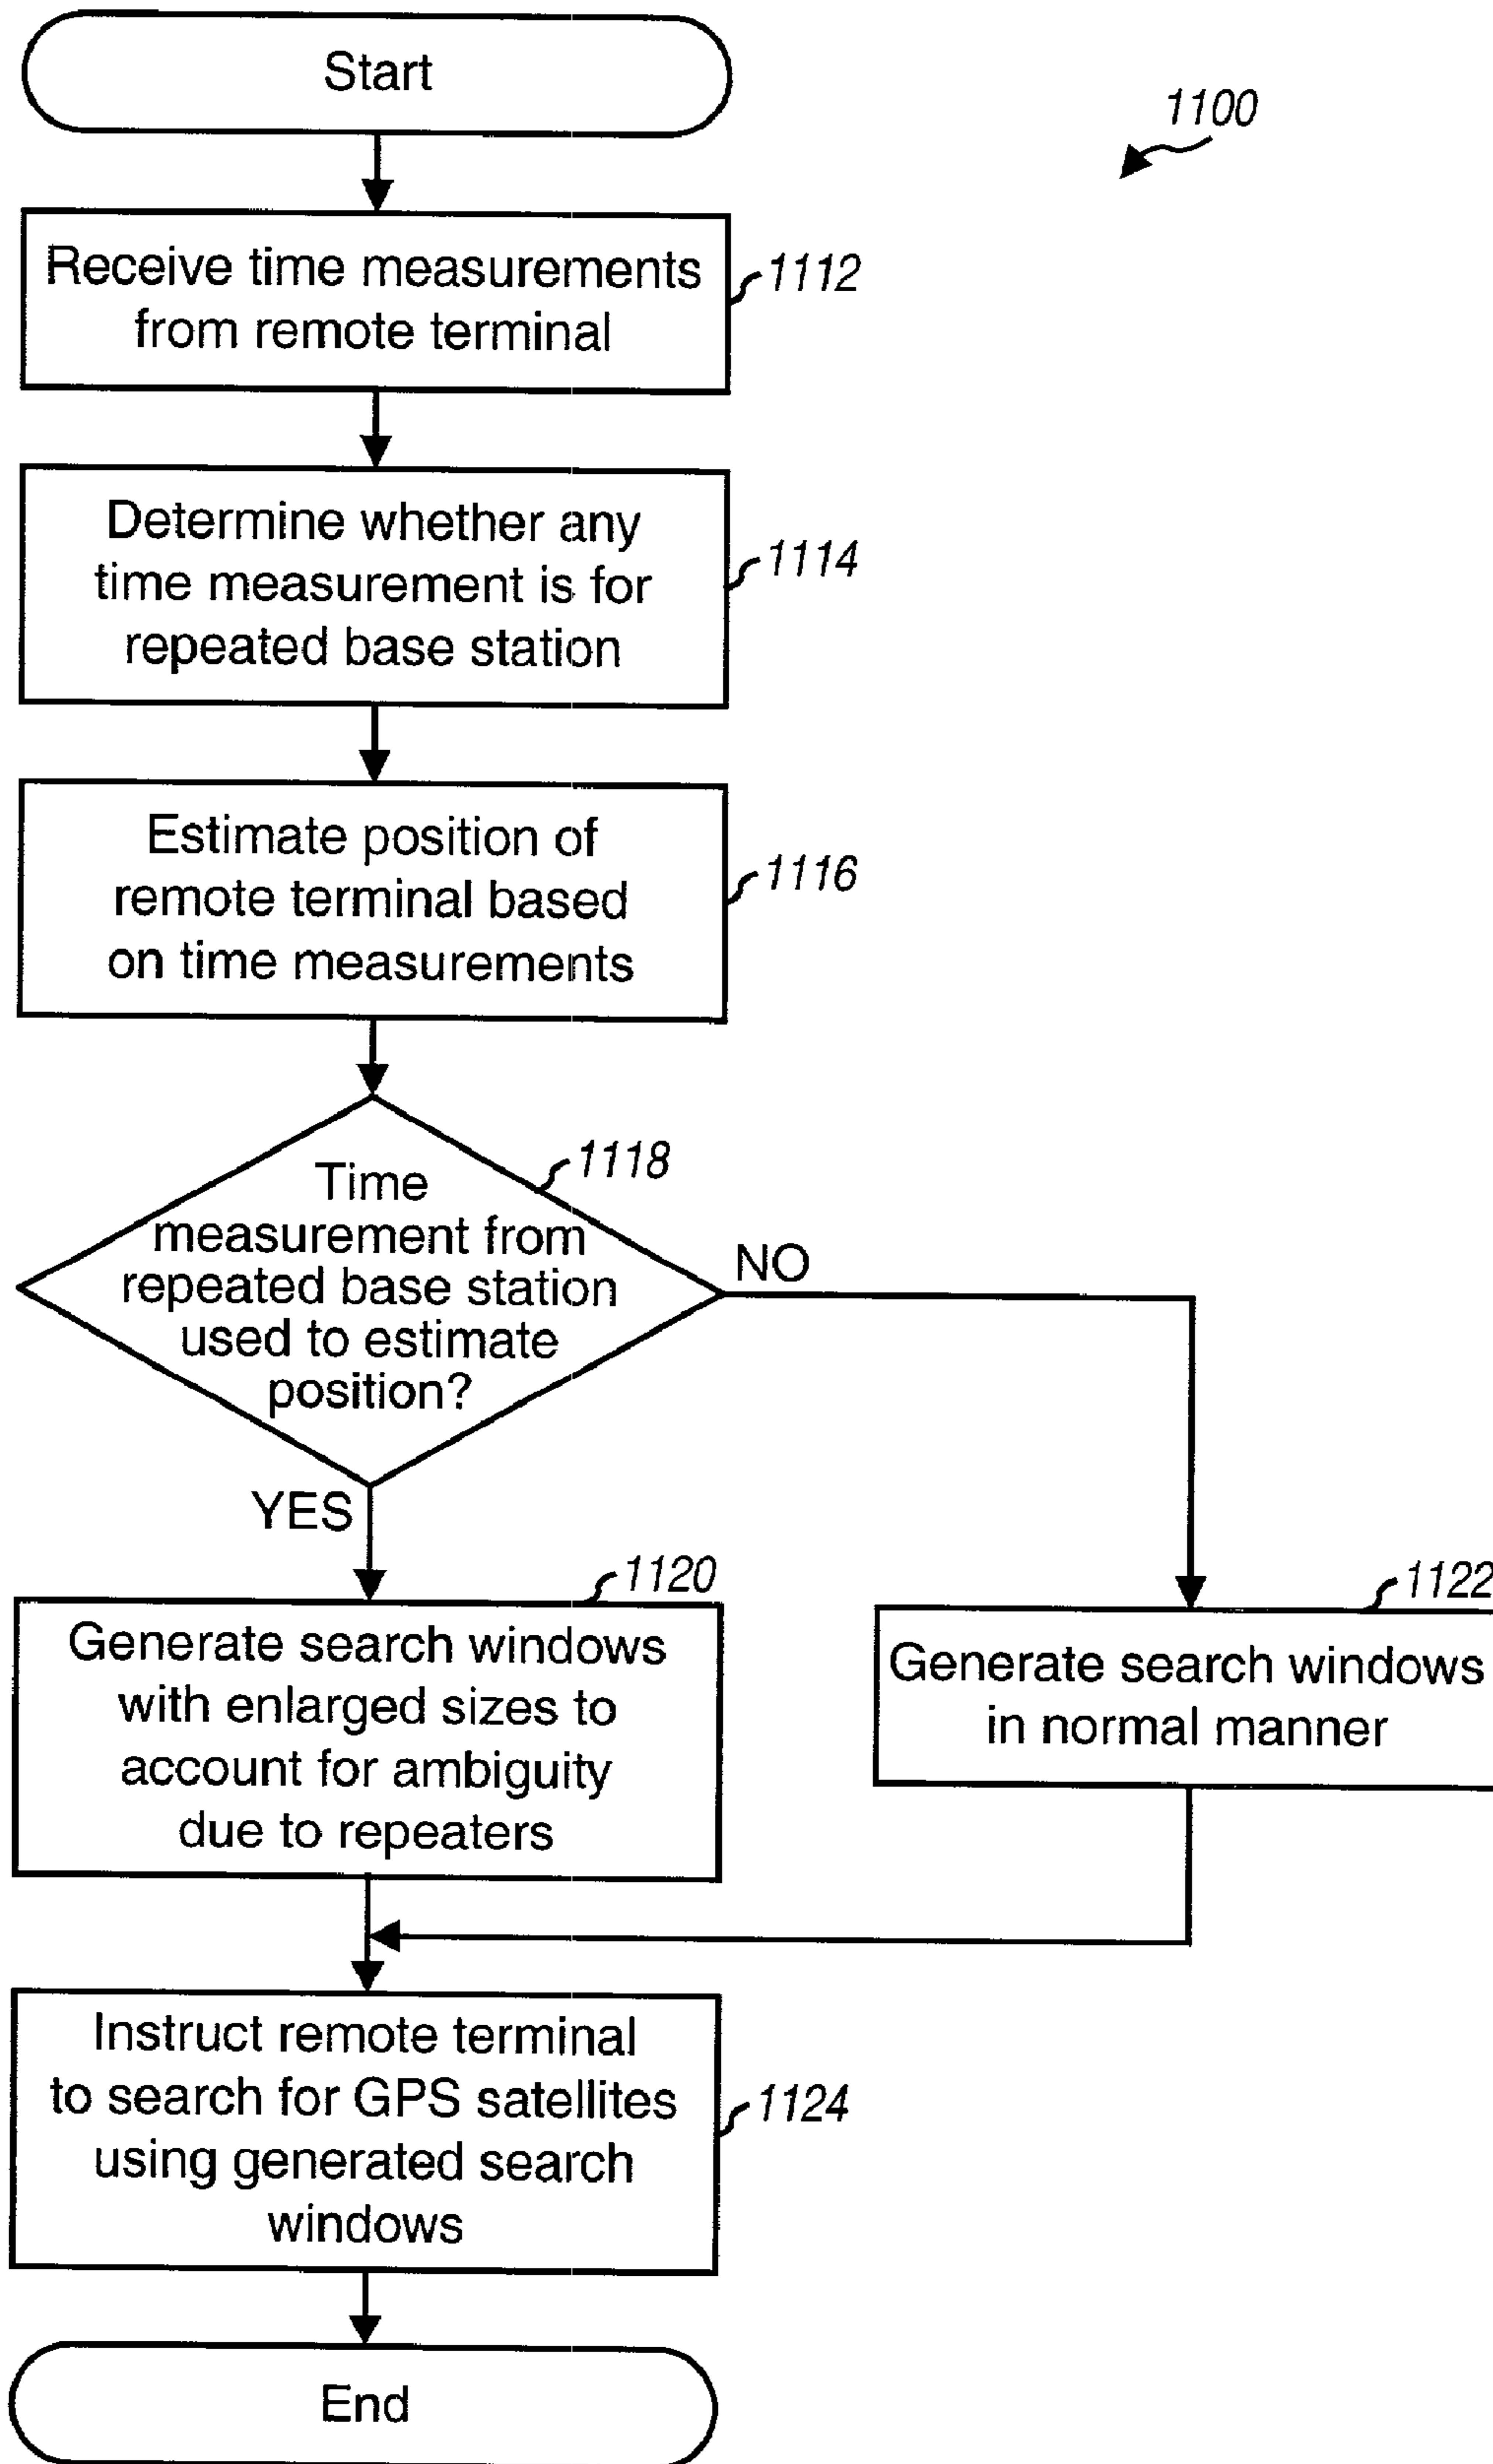 Start
1100
Receive time measurements
from remote terminal
1112
Determine whether any
time measurement is for
repeated base station
1114
Estimate position of
remote terminal based
on time measurements
1116
Time
measurement from
repeated base station
used to estimate
position?
1118
NO
YES
Generate search windows
with enlarged sizes to
account for ambiguity
due to repeaters
1120
Generate search windows
in normal manner
1122
Instruct remote terminal
to search for GPS satellites
using generated search
windows
1124
End